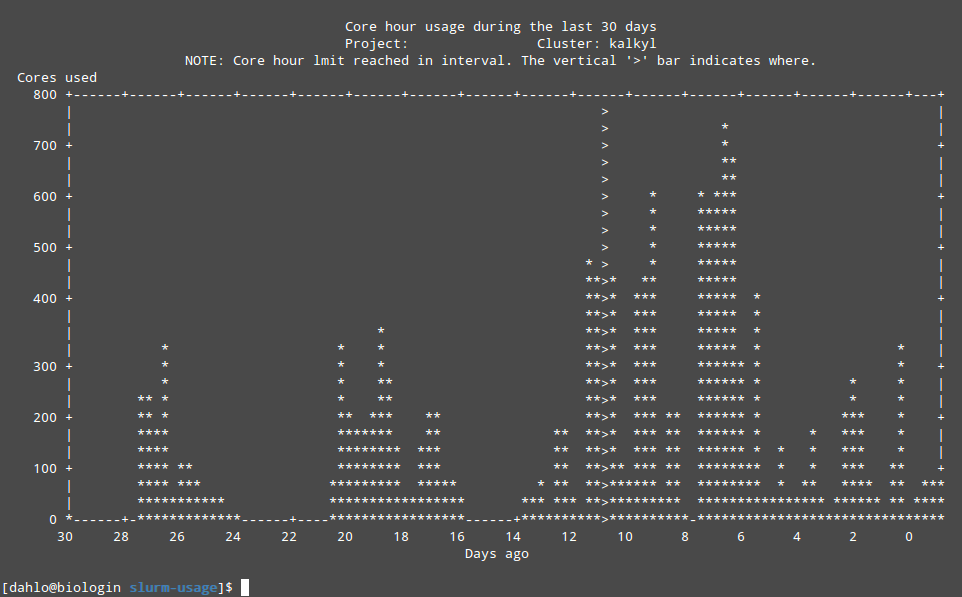 Core hour usage during the last 30 days
Project: Cluster: kalkyl
NOTE: Core hour lmit reached in interval. The vertical '>' bar indicates where.
Cores used
800
700
600
500
400
300
200
100
0
30 28 26 24 22 20 18 16 14 12 10 8 6 4 2 0
Days ago
[dahlo@biologin slurm-usage]$